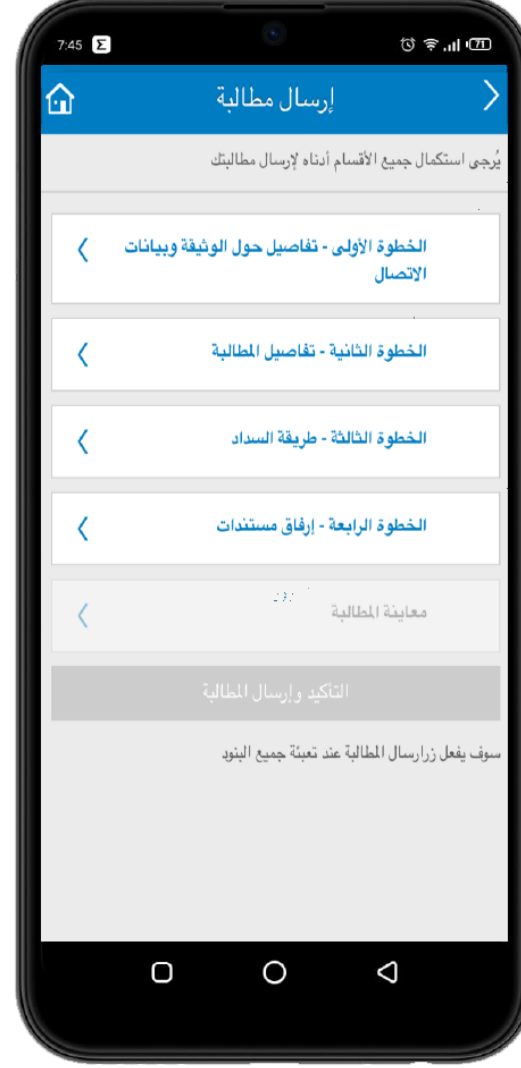 7:45
71
إرسال مطالبة
يُرجى استكمال جميع الأقسام أدناه لإرسال مطالبتك
الخطوة الأولى - تفاصيل حول الوثيقة وبيانات
الاتصال
الخطوة الثانية - تفاصيل المطالبة
الخطوة الثالثة - طريقة السداد
الخطوة الرابعة - إرفاق مستندات
معاينة المطالبة
التأكيد وإرسال المطالبة
سوف يفعل زرارسال المطالبة عند تعبئة جميع البنود